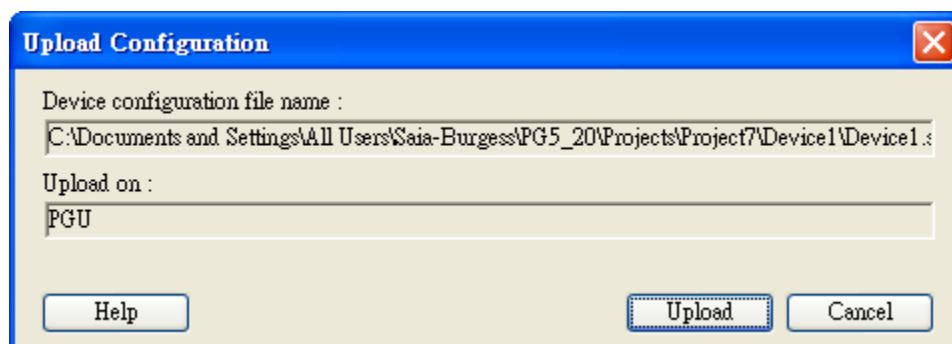 Upload Configuration
Device configuration file name :
C:\Documents and Settings\All Users\Saia-Burgess\PG5_20\Projects\Project7\Device1\Device1.s
Upload on :
PGU
Help Upload Cancel